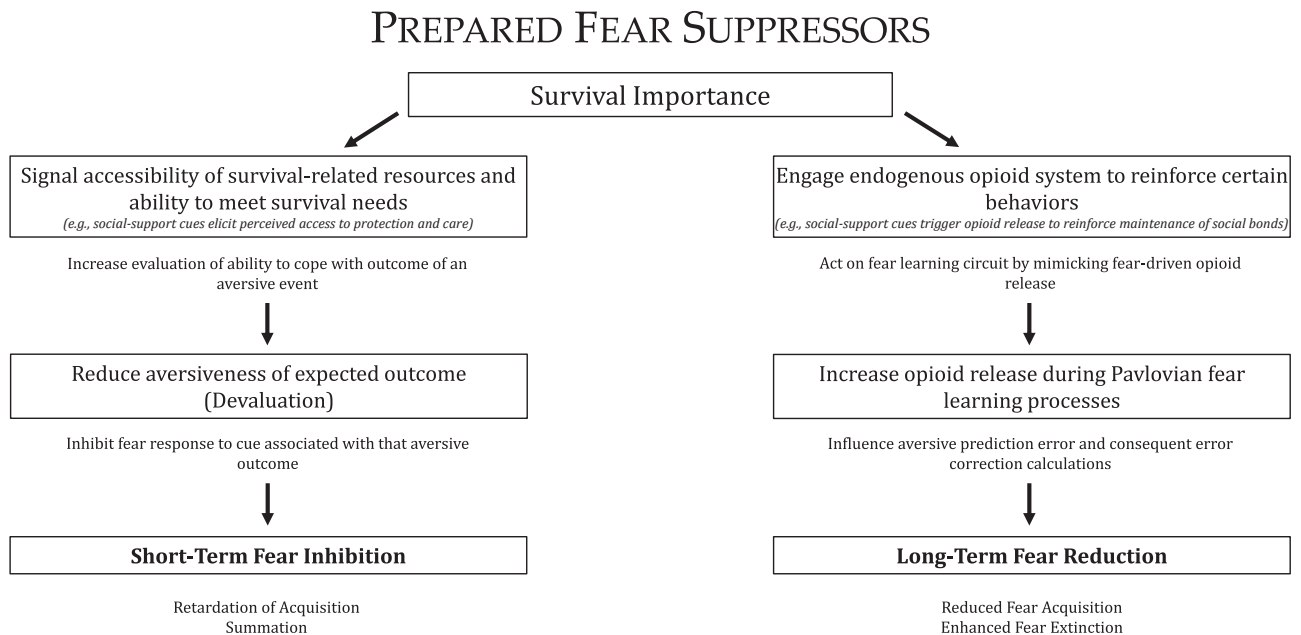 PREPARED FEAR SUPPRESSORS
Survival Importance
Signal accessibility of survival-related resources and
ability to meet survival needs
(e.g., social-support cues elicit perceived access to protection and care)
Increase evaluation of ability to cope with outcome of an
aversive event
Reduce aversiveness of expected outcome
(Devaluation)
Inhibit fear response to cue associated with that aversive
outcome
Short-Term Fear Inhibition
Retardation of Acquisition
Summation
Engage endogenous opioid system to reinforce certain
behaviors
(e.g., social-support cues trigger opioid release to reinforce maintenance of social bonds)
Act on fear learning circuit by mimicking fear-driven opioid
release
Increase opioid release during Pavlovian fear
learning processes
Influence aversive prediction error and consequent error
correction calculations
Long-Term Fear Reduction
Reduced Fear Acquisition
Enhanced Fear Extinction